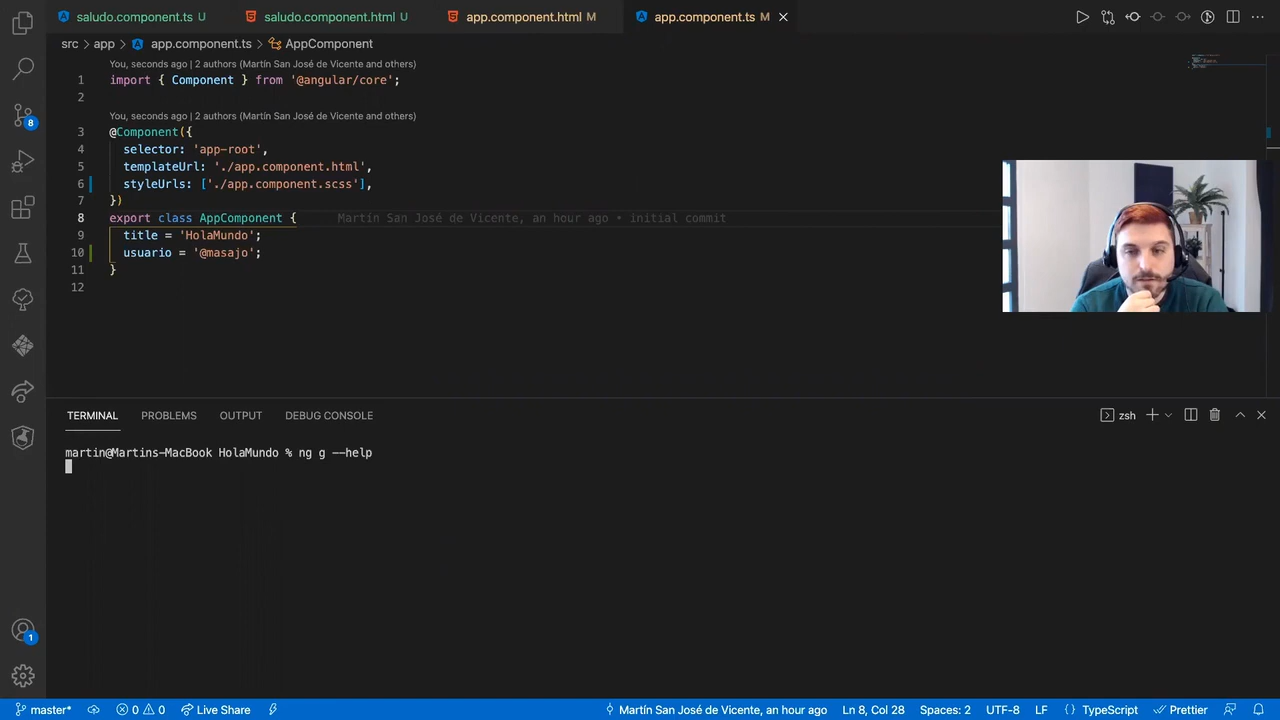 saludo.component.ts U saludo.component.html U app.component.html M app.component.ts M
src > app > app.component.ts > AppComponent
You, seconds ago | 2 authors (Martín San José de Vicente and others)
1 import { Component } from '@angular/core';
2
You, seconds ago | 2 authors (Martín San José de Vicente and others)
3 @Component({
4 selector: 'app-root',
5 templateUrl: './app.component.html',
6 styleUrls: ['./app.component.scss'],
7 })
8 export class AppComponent { Martín San José de Vicente, an hour ago • initial commit
9 title = 'HolaMundo';
10 usuario = '@masajo';
11 }
12
8
TERMINAL PROBLEMS OUTPUT DEBUG CONSOLE zsh
martin@Martins-MacBook HolaMundo % ng g --help
1
master* 0 0 Live Share Martín San José de Vicente, an hour ago Ln 8, Col 28 Spaces: 2 UTF-8 LF {} TypeScript Prettier